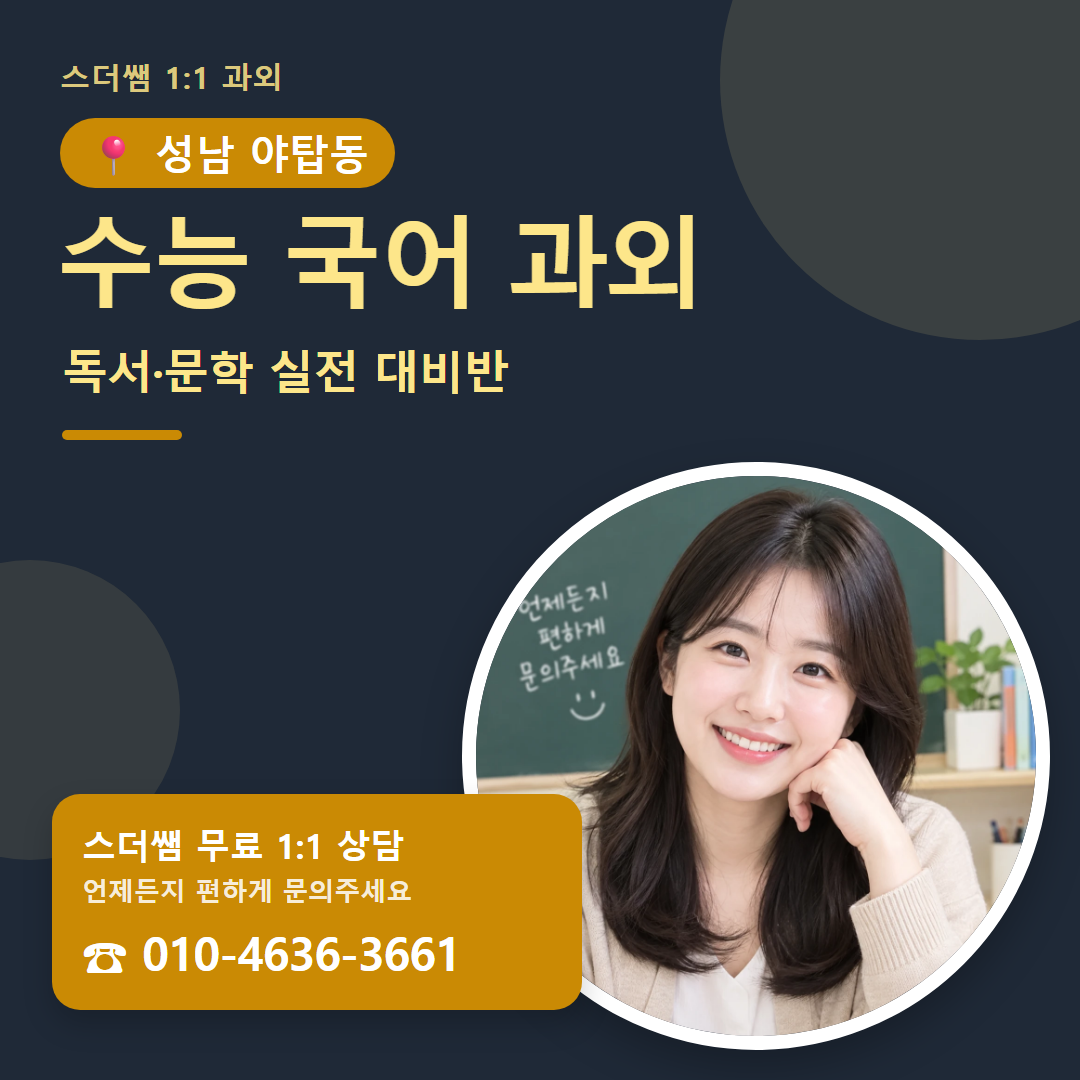 스더쌤 1:1 과외
📍 성남 야탑동
수능 국어 과외
독서·문학 실전 대비반
언제든지
편하게
문의주세요
스더쌤 무료 1:1 상담
언제든지 편하게 문의주세요
☎ 010-4636-3661